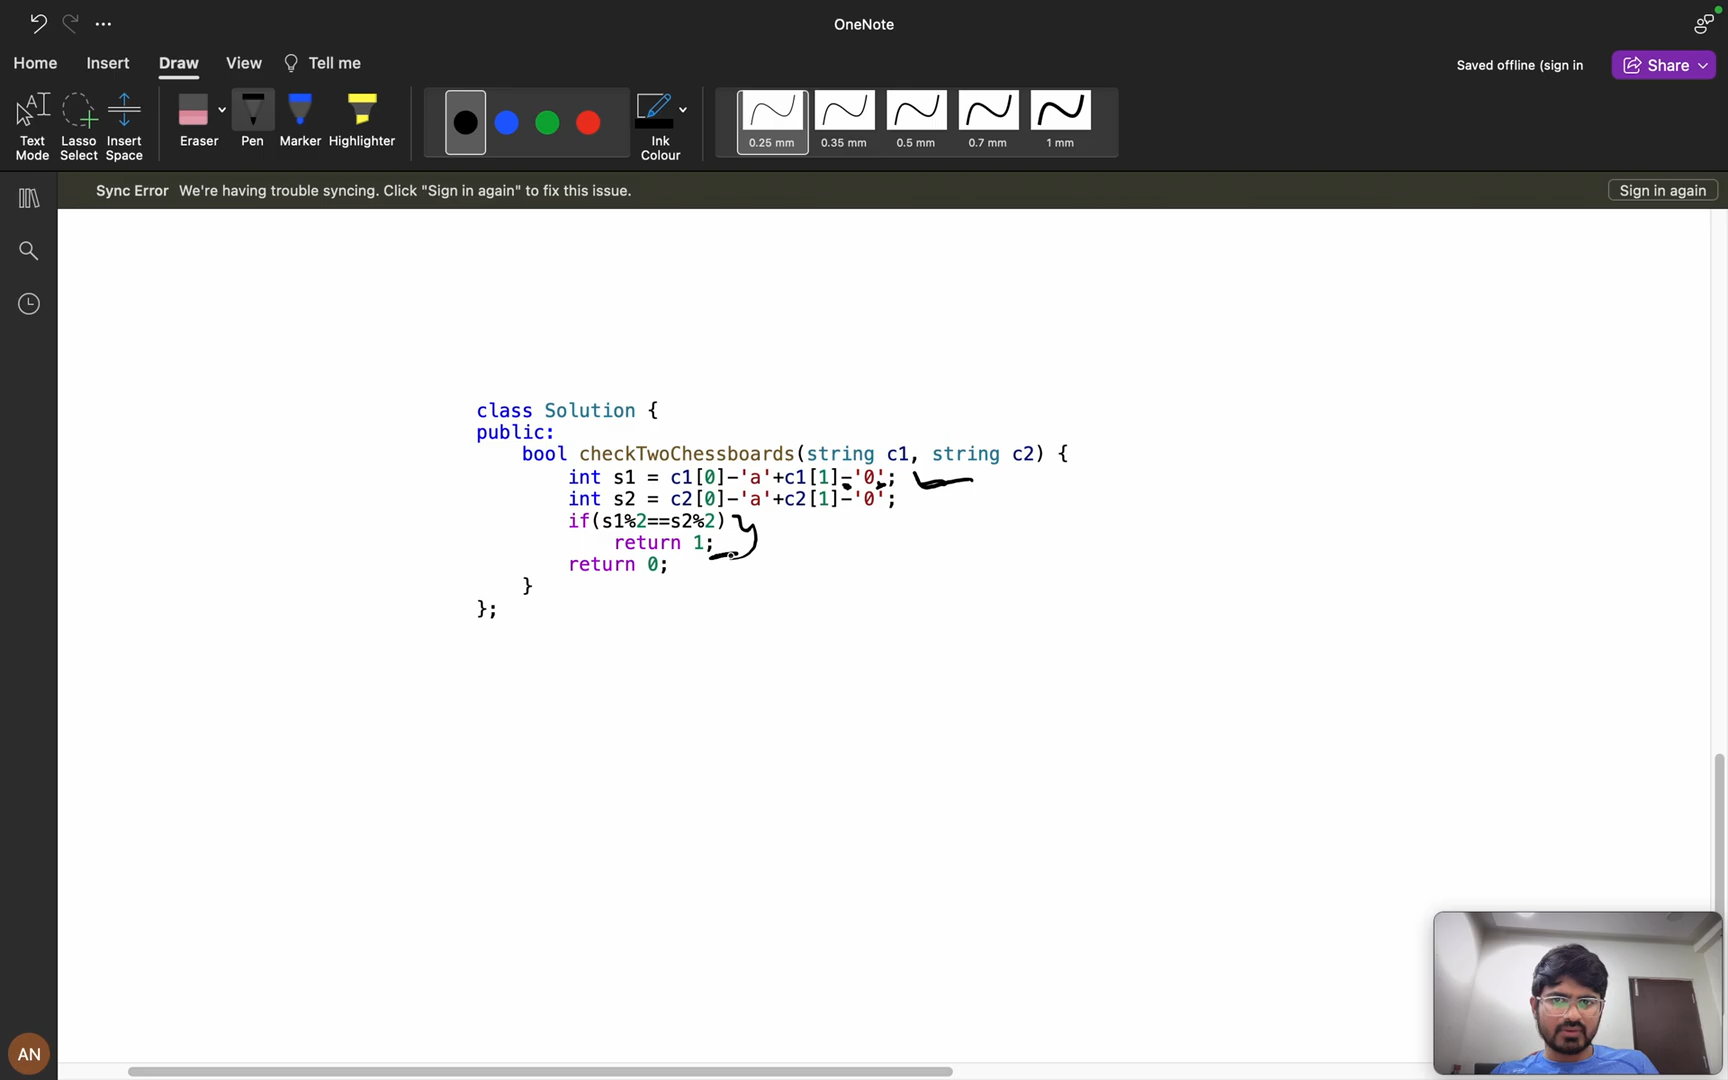 OneNote
Home Insert Draw View Tell me
Saved offline (sign in
Share
Text Mode
Lasso Select
Insert Space
Eraser
Pen
Marker
Highlighter
Ink Colour
0.25 mm
0.35 mm
0.5 mm
0.7 mm
1 mm
Sync Error We're having trouble syncing. Click "Sign in again" to fix this issue.
Sign in again
class Solution {
public:
    bool checkTwoChessboards(string c1, string c2) {
        int s1 = c1[0]-'a'+c1[1]-'0';
        int s2 = c2[0]-'a'+c2[1]-'0';
        if(s1%2==s2%2)
            return 1;
        return 0;
    }
};
AN